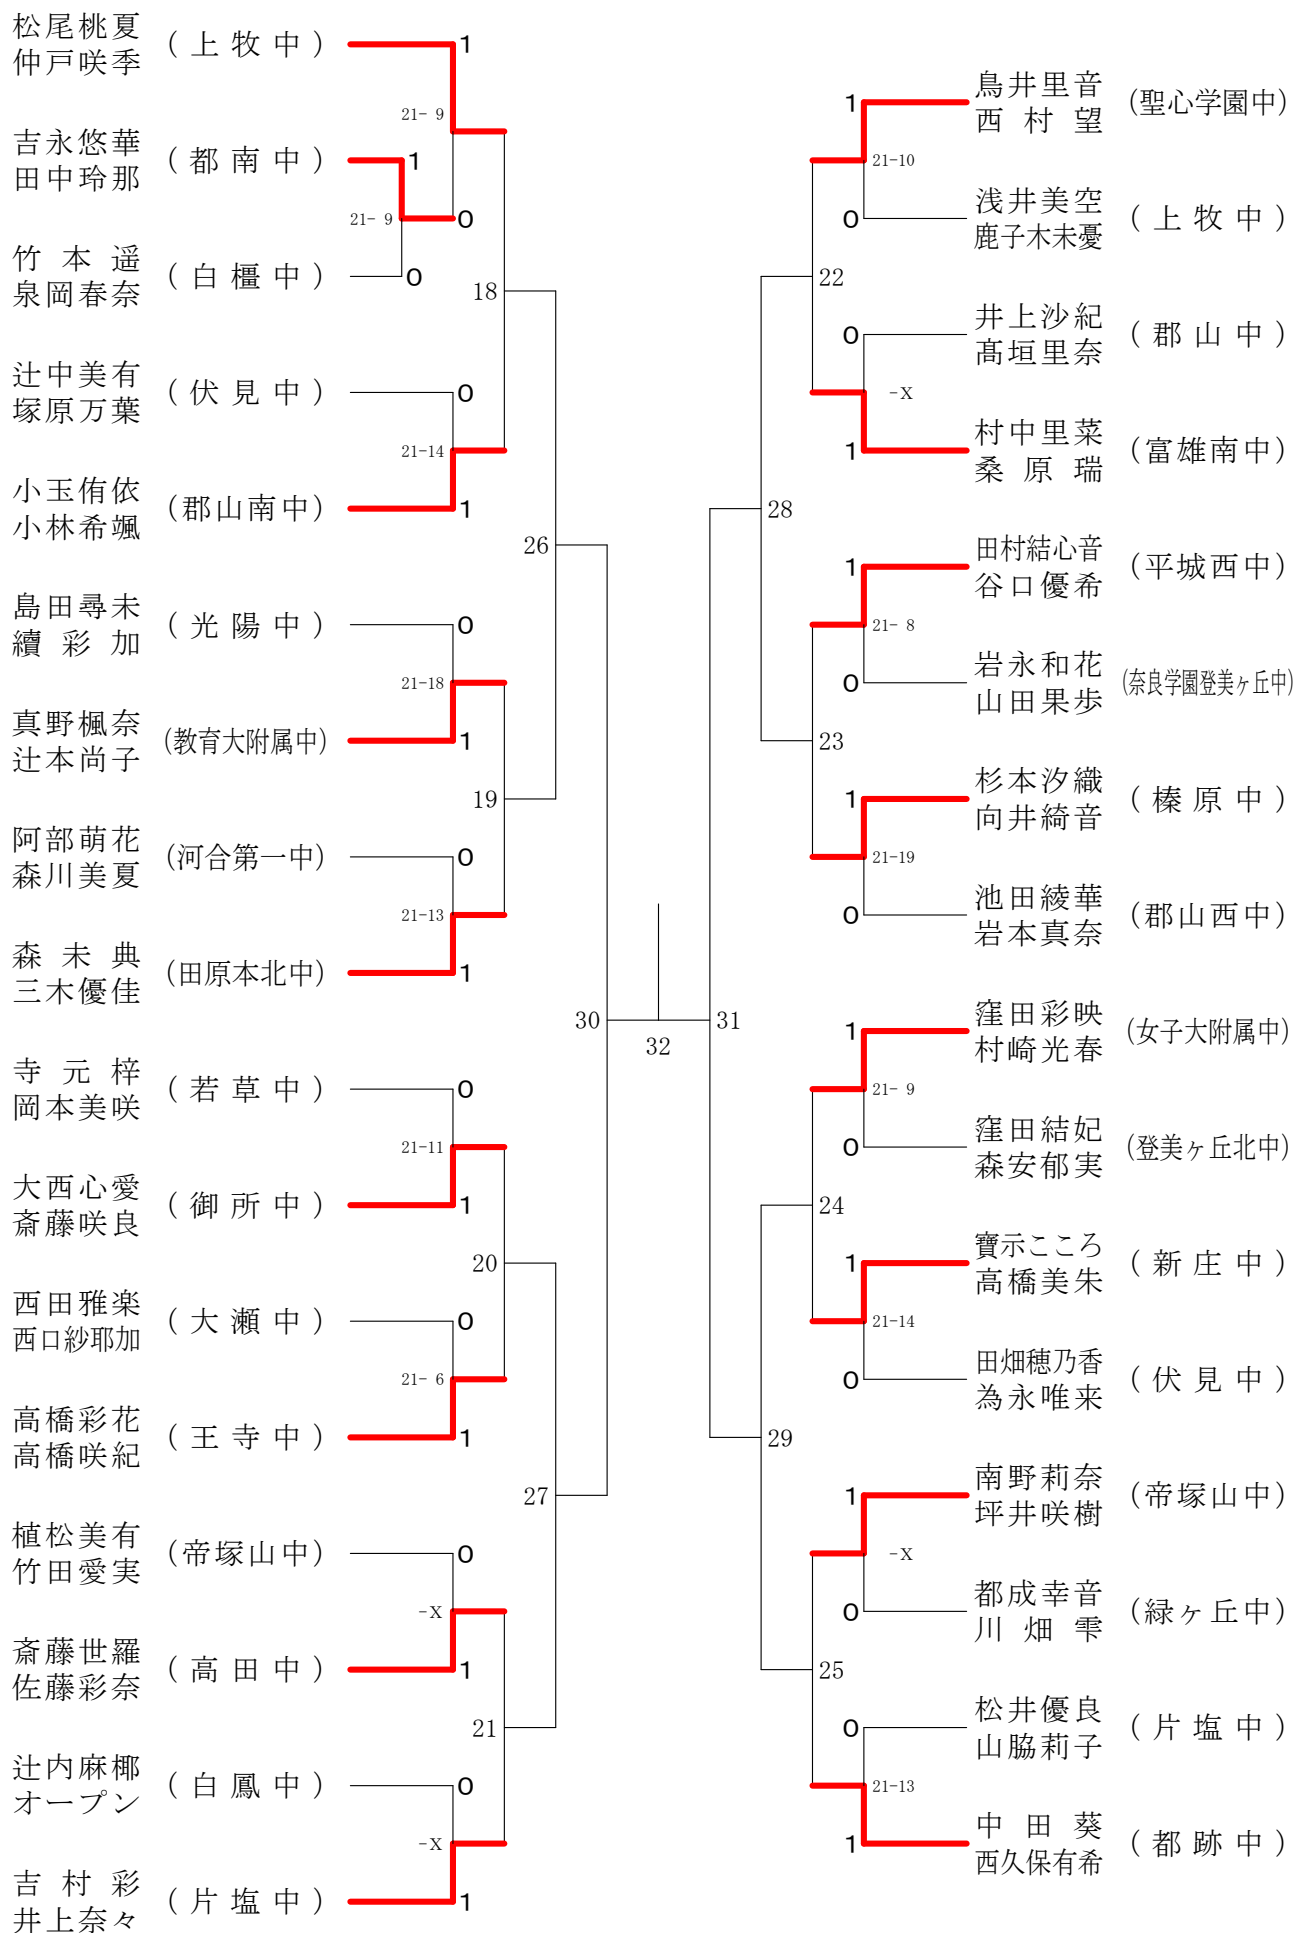 松尾桃夏
仲戸咲季
(上牧中)
1
21- 9
吉永悠華
田中玲那
(都南中)
1
21- 9
0
竹本遥
泉岡春奈
(白橿中)
0
18
辻中美有
塚原万葉
(伏見中)
0
21-14
小玉侑依
小林希颯
(郡山南中)
1
26
島田尋未
續彩加
(光陽中)
0
21-18
真野楓奈
辻本尚子
(教育大附属中)
1
19
阿部萌花
森川美夏
(河合第一中)
0
21-13
森未典
三木優佳
(田原本北中)
1
30
32
31
寺元梓
岡本美咲
(若草中)
0
21-11
大西心愛
斎藤咲良
(御所中)
1
20
西田雅楽
西口紗耶加
(大瀬中)
0
21- 6
高橋彩花
高橋咲紀
(王寺中)
1
27
植松美有
竹田愛実
(帝塚山中)
0
-X
斎藤世羅
佐藤彩奈
(高田中)
1
21
辻内麻椰
オープン
(白鳳中)
0
-X
吉村彩
井上奈々
(片塩中)
1
1
鳥井里音
西村望
(聖心学園中)
21-10
0
浅井美空
鹿子木未憂
(上牧中)
22
0
井上沙紀
髙垣里奈
(郡山中)
-X
1
村中里菜
桑原瑞
(富雄南中)
28
1
田村結心音
谷口優希
(平城西中)
21- 8
0
岩永和花
山田果歩
(奈良学園登美ヶ丘中)
23
1
杉本汐織
向井綺音
(榛原中)
21-19
0
池田綾華
岩本真奈
(郡山西中)
1
窪田彩映
村崎光春
(女子大附属中)
21- 9
0
窪田結妃
森安郁実
(登美ヶ丘北中)
24
1
寶示こころ
高橋美朱
(新庄中)
21-14
0
田畑穂乃香
為永唯来
(伏見中)
29
1
南野莉奈
坪井咲樹
(帝塚山中)
-X
0
都成幸音
川畑雫
(緑ヶ丘中)
25
0
松井優良
山脇莉子
(片塩中)
21-13
1
中田葵
西久保有希
(都跡中)